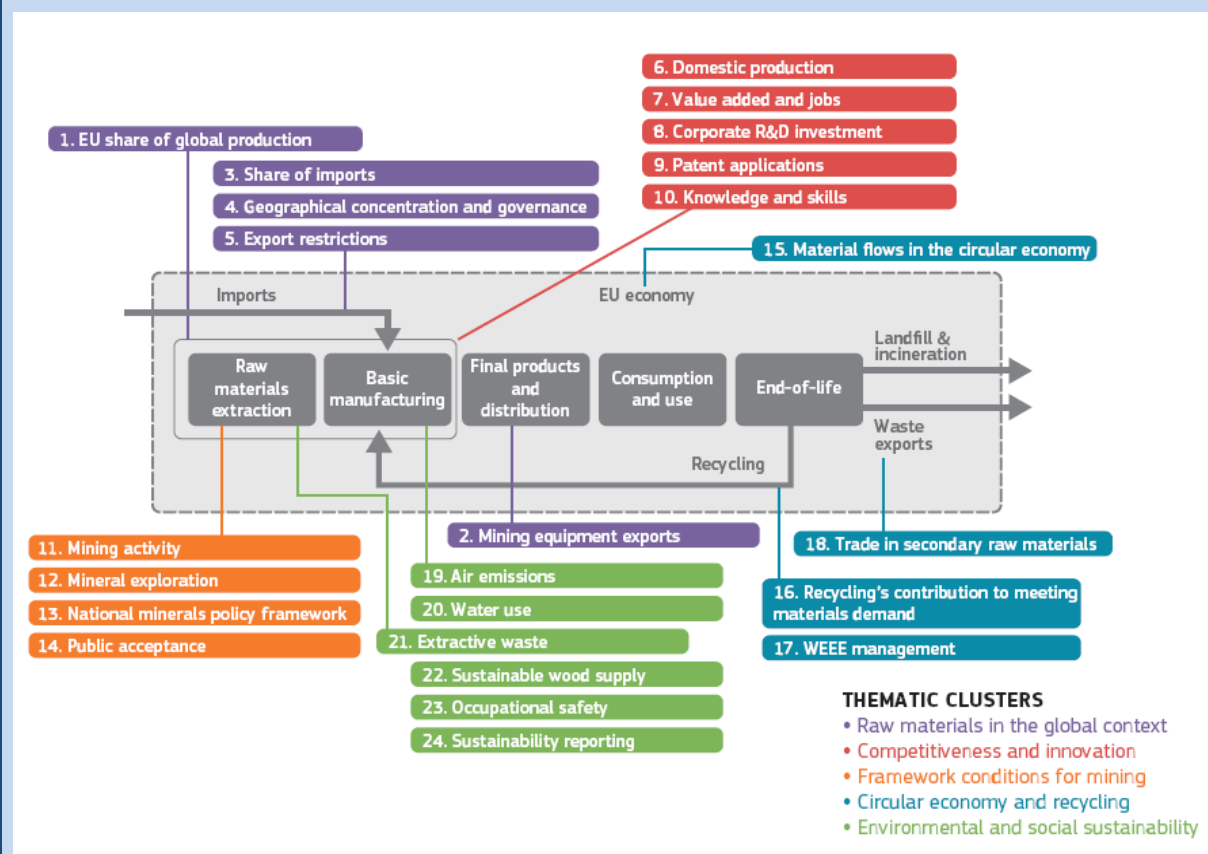 6. Domestic production
7. Value added and jobs
8. Corporate R&D investment
9. Patent applications
10. Knowledge and skills
1. EU share of global production
3. Share of imports
4. Geographical concentration and governance
5. Export restrictions
15. Material flows in the circular economy
Imports
EU economy
Raw
materials
extraction
Basic
manufacturing
Final products
and
distribution
Consumption
and use
End-of-life
Landfill &
incineration
Waste
exports
Recycling
2. Mining equipment exports
18. Trade in secondary raw materials
11. Mining activity
12. Mineral exploration
13. National minerals policy framework
14. Public acceptance
19. Air emissions
20. Water use
21. Extractive waste
22. Sustainable wood supply
23. Occupational safety
24. Sustainability reporting
16. Recycling's contribution to meeting
materials demand
17. WEEE management
THEMATIC CLUSTERS
• Raw materials in the global context
• Competitiveness and innovation
• Framework conditions for mining
• Circular economy and recycling
• Environmental and social sustainability